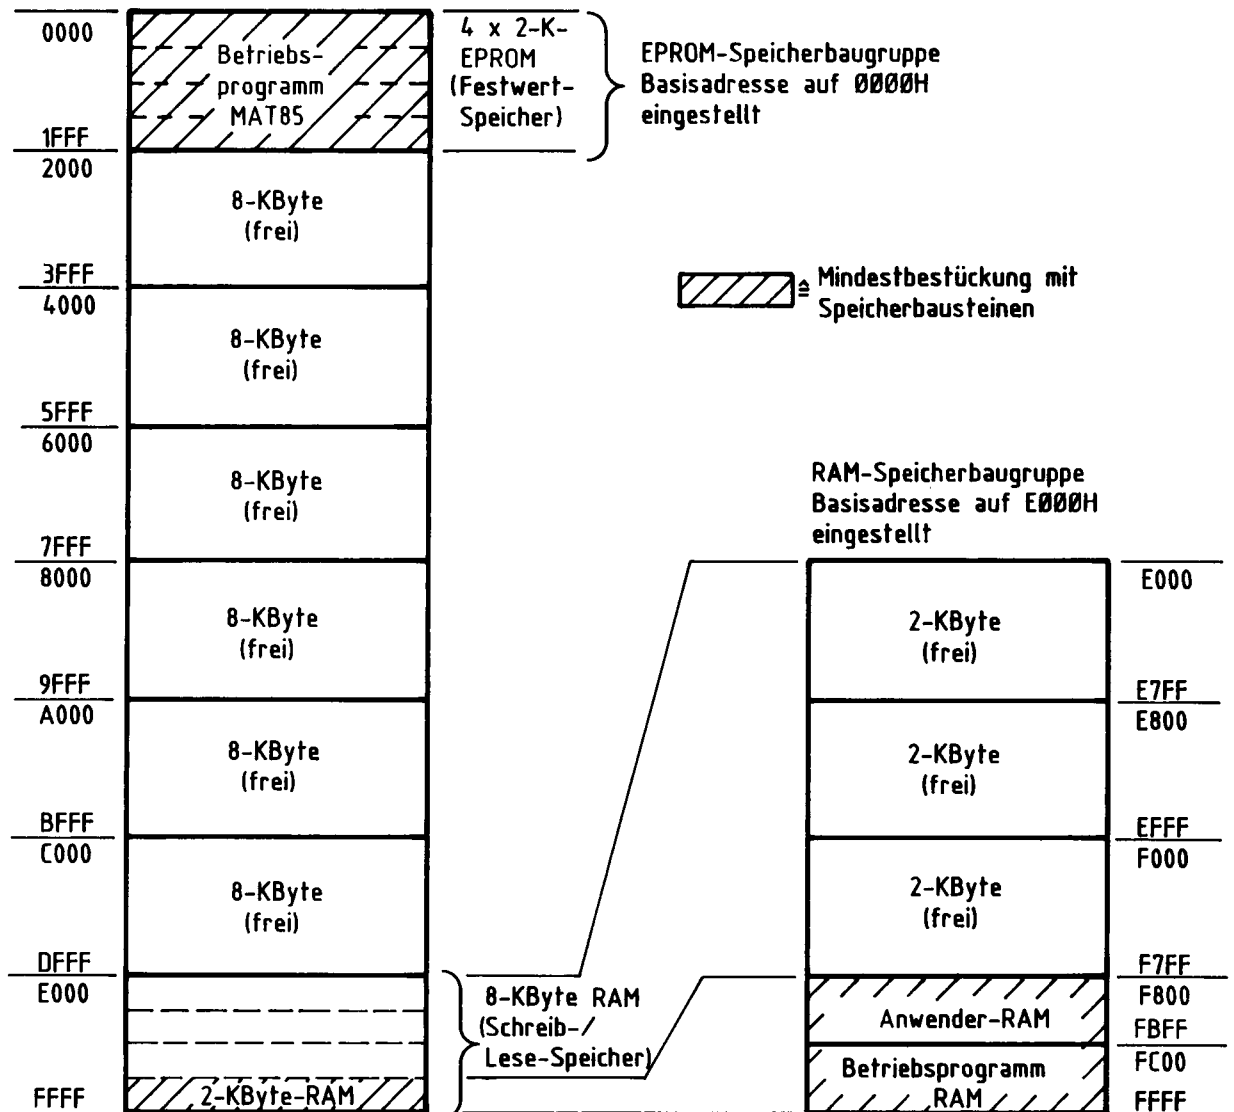 0000
Betriebs-
programm
MAT85
1FFF
4 x 2-K-
EPROM
(Festwert-
Speicher)
EPROM-Speicherbaugruppe
Basisadresse auf 0000H
eingestellt
2000
8-KByte
(frei)
3FFF
≙ Mindestbestückung mit
Speicherbausteinen
4000
8-KByte
(frei)
5FFF
6000
8-KByte
(frei)
7FFF
8000
8-KByte
(frei)
9FFF
A000
8-KByte
(frei)
BFFF
C000
8-KByte
(frei)
DFFF
E000
2-KByte-RAM
FFFF
8-KByte RAM
(Schreib-/
Lese-Speicher)
RAM-Speicherbaugruppe
Basisadresse auf E000H
eingestellt
E000
2-KByte
(frei)
E7FF
E800
2-KByte
(frei)
EFFF
F000
2-KByte
(frei)
F7FF
F800
Anwender-RAM
FBFF
FC00
Betriebsprogramm
RAM
FFFF